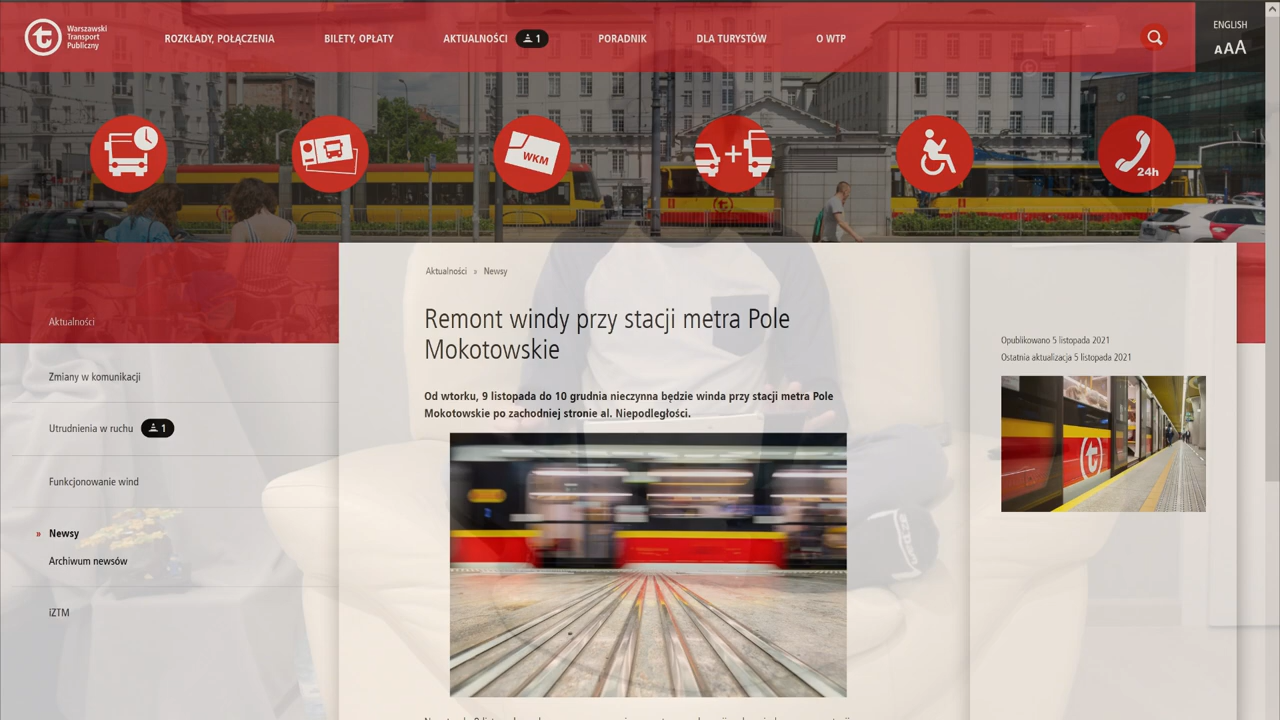 Warszawski
Transport
Publiczny
ROZKŁADY, POŁĄCZENIA
BILETY, OPŁATY
AKTUALNOŚCI 1
PORADNIK
DLA TURYSTÓW
O WTP
ENGLISH
AAA
WKM
24h
Aktualności
Zmiany w komunikacji
Utrudnienia w ruchu 1
Funkcjonowanie wind
» Newsy
Archiwum newsów
iZTM
Aktualności » Newsy
Remont windy przy stacji metra Pole
Mokotowskie
Od wtorku, 9 listopada do 10 grudnia nieczynna będzie winda przy stacji metra Pole
Mokotowskie po zachodniej stronie al. Niepodległości.
Opublikowano 5 listopada 2021
Ostatnia aktualizacja 5 listopada 2021